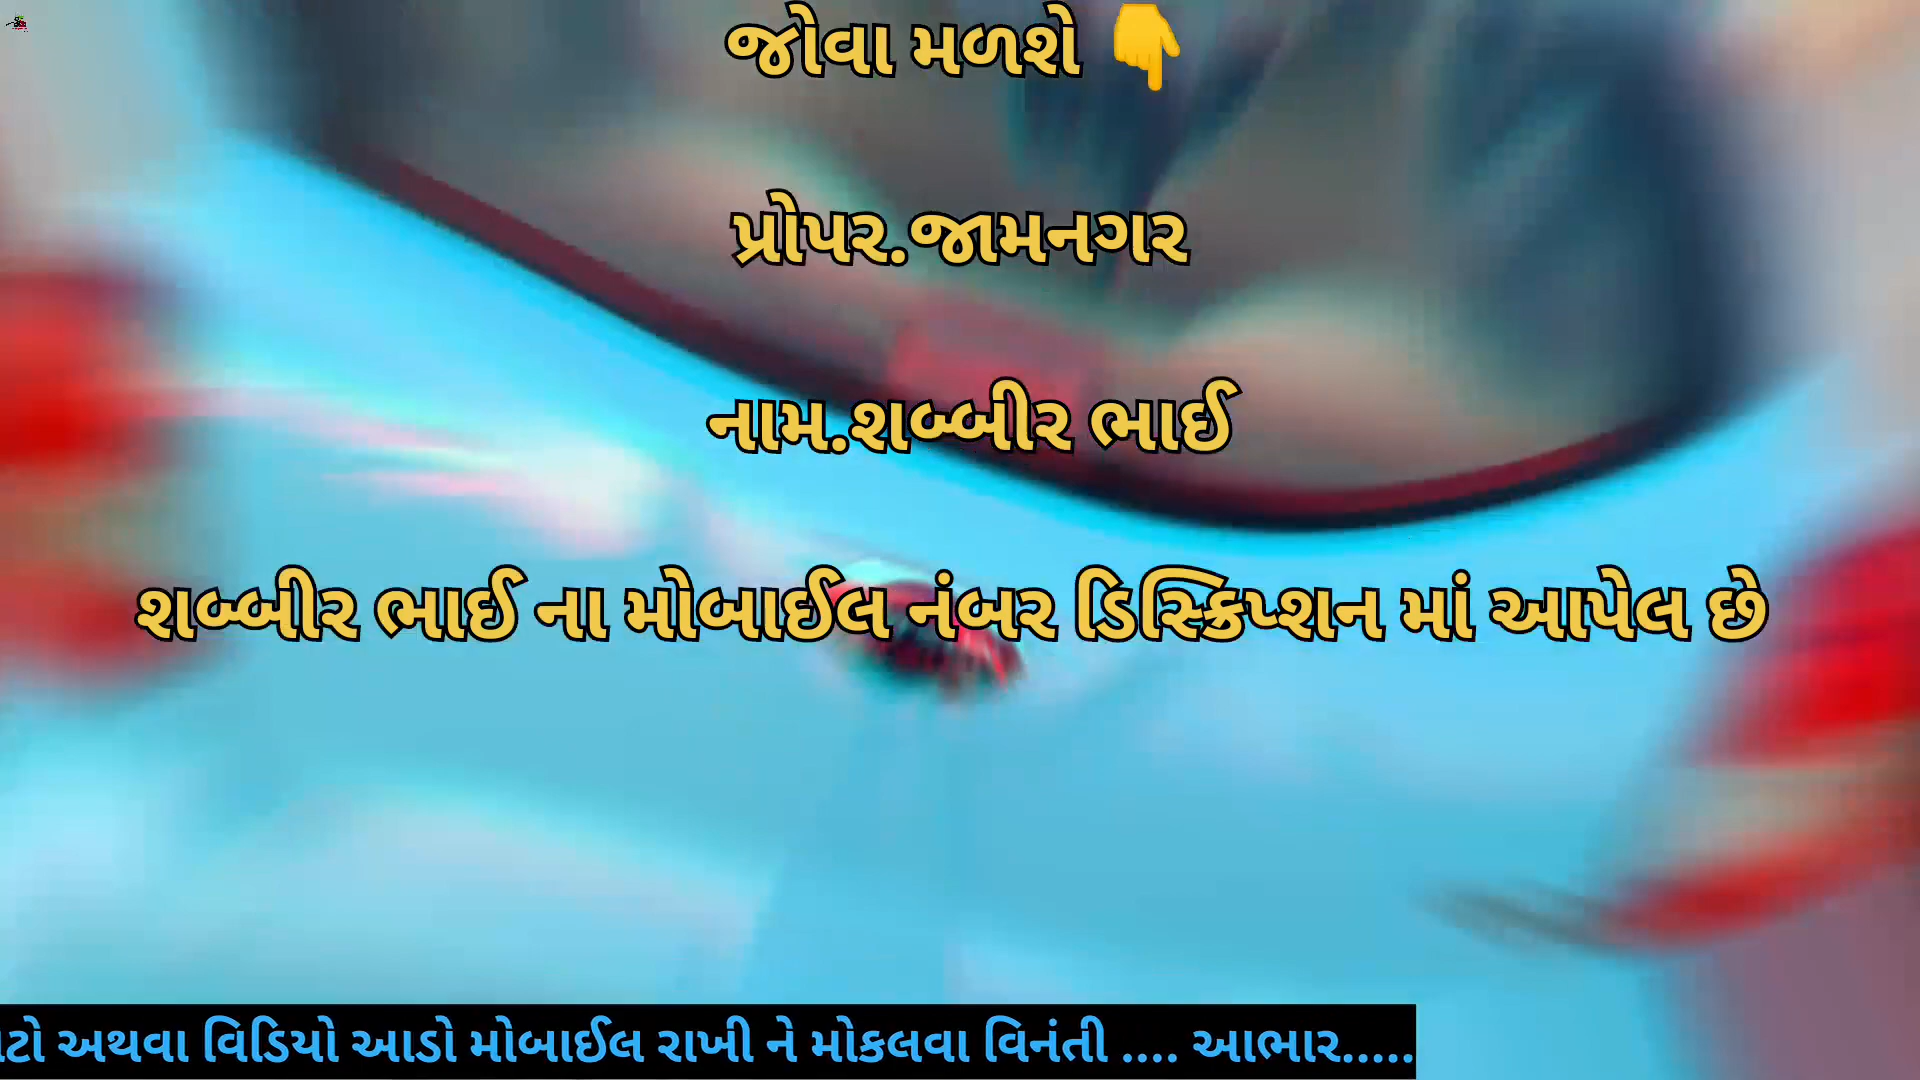 જોવા મળશે 👇
પ્રોપર.જામનગર
નામ.શબ્બીર ભાઈ
શબ્બીર ભાઈ ના મોબાઈલ નંબર ડિસ્ક્રિપ્શન માં આપેલ છે
અથવા વિડિયો આડો મોબાઈલ રાખી ને મોકલવા વિનંતી .... આભાર.....